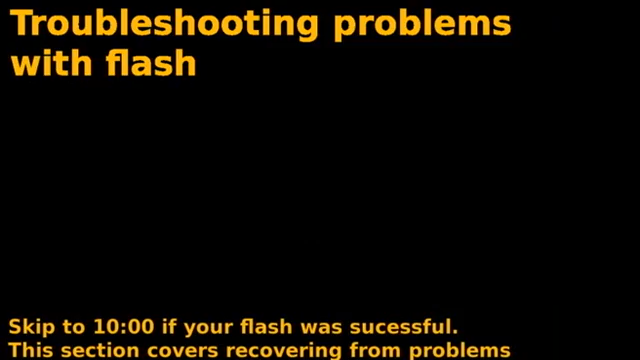 Troubleshooting problems
with flash
Skip to 10:00 if your flash was sucessful.
This section covers recovering from problems